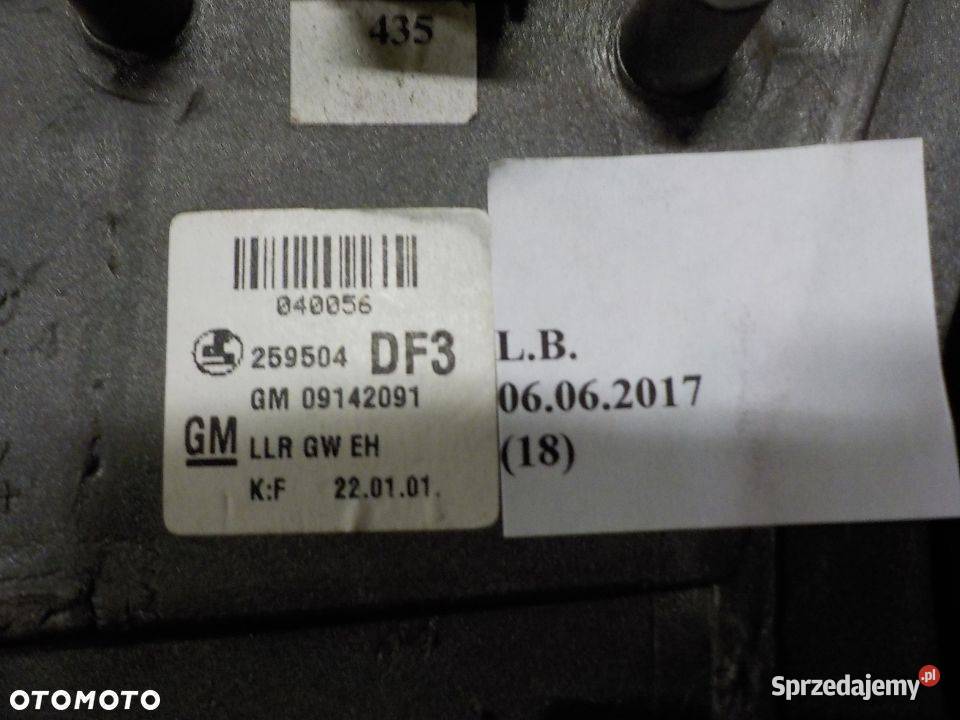 435
040056
259504 DF3
GM 09142091
GM LLR GW EH
K:F 22.01.01.
L.B.
06.06.2017
(18)
OTOMOTO
Sprzedajemy.pl